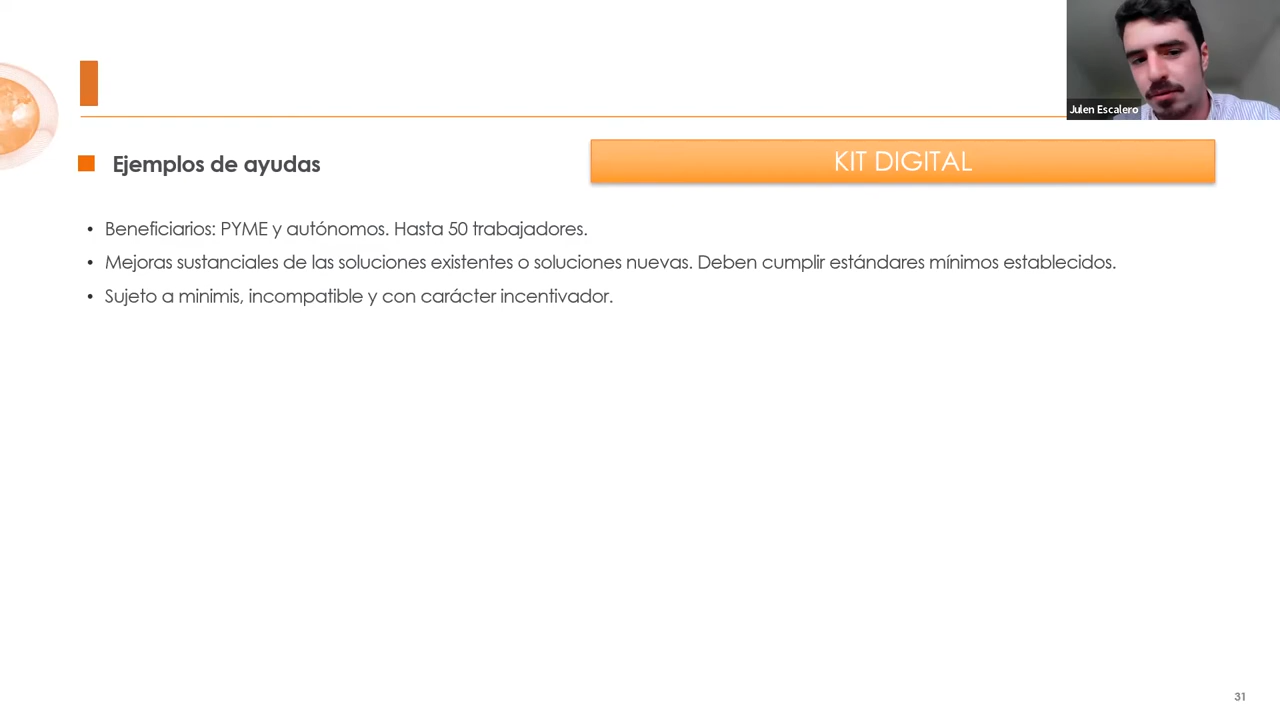 Julen Escalero
Ejemplos de ayudas
KIT DIGITAL
• Beneficiarios: PYME y autónomos. Hasta 50 trabajadores.
• Mejoras sustanciales de las soluciones existentes o soluciones nuevas. Deben cumplir estándares mínimos establecidos.
• Sujeto a minimis, incompatible y con carácter incentivador.
31